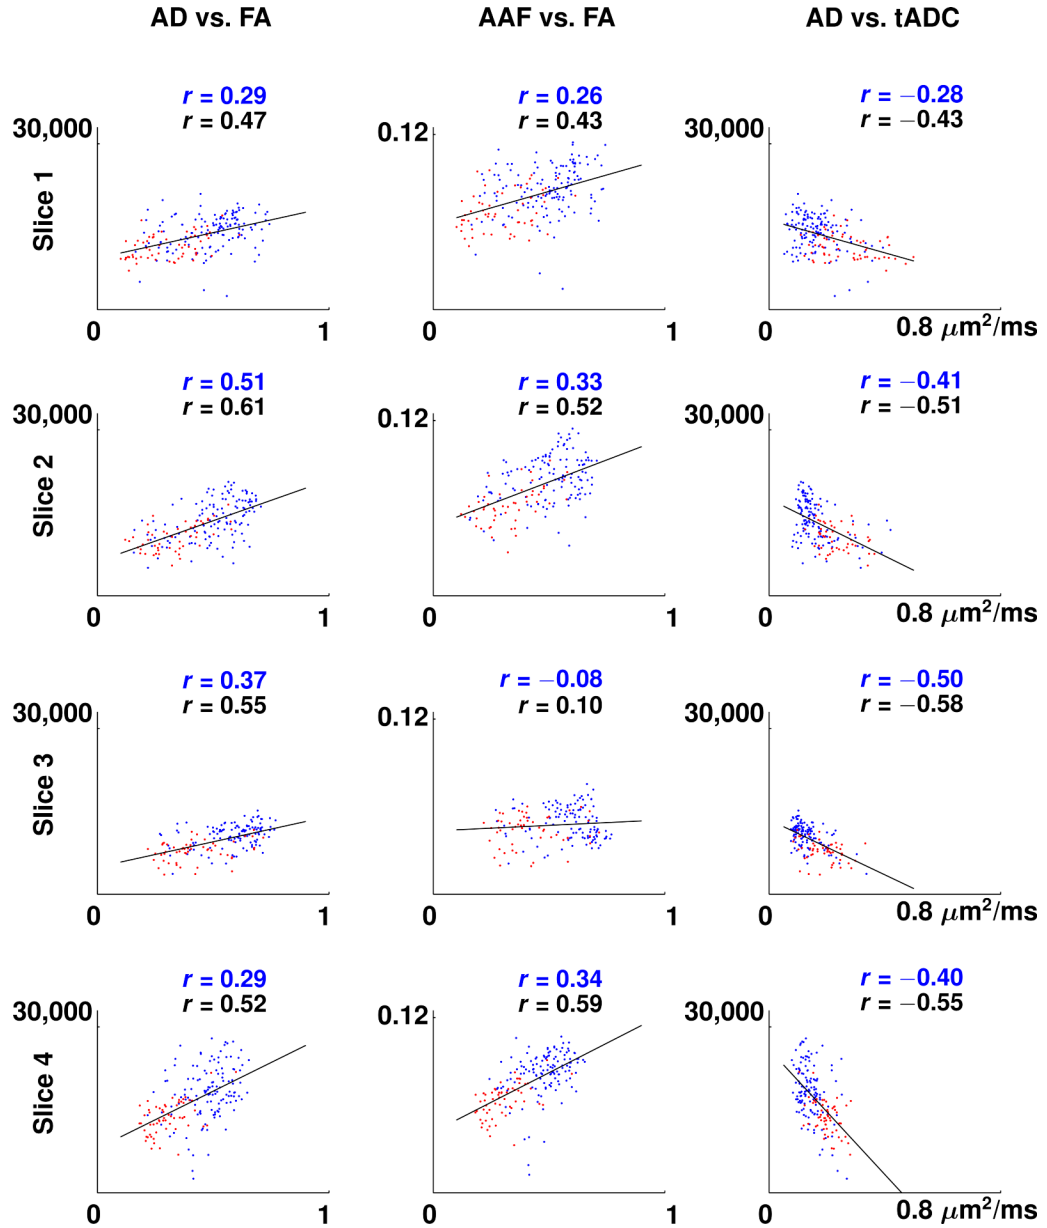 AD vs. FA AAF vs. FA AD vs. tADC
r = 0.29 r = 0.26 r = −0.28
r = 0.47 r = 0.43 r = −0.43
30,000 0.12 30,000
Slice 1
0 1 0 1 0 0.8 μm²/ms
r = 0.51 r = 0.33 r = −0.41
r = 0.61 r = 0.52 r = −0.51
30,000 0.12 30,000
Slice 2
0 1 0 1 0 0.8 μm²/ms
r = 0.37 r = −0.08 r = −0.50
r = 0.55 r = 0.10 r = −0.58
30,000 0.12 30,000
Slice 3
0 1 0 1 0 0.8 μm²/ms
r = 0.29 r = 0.34 r = −0.40
r = 0.52 r = 0.59 r = −0.55
30,000 0.12 30,000
Slice 4
0 1 0 1 0 0.8 μm²/ms